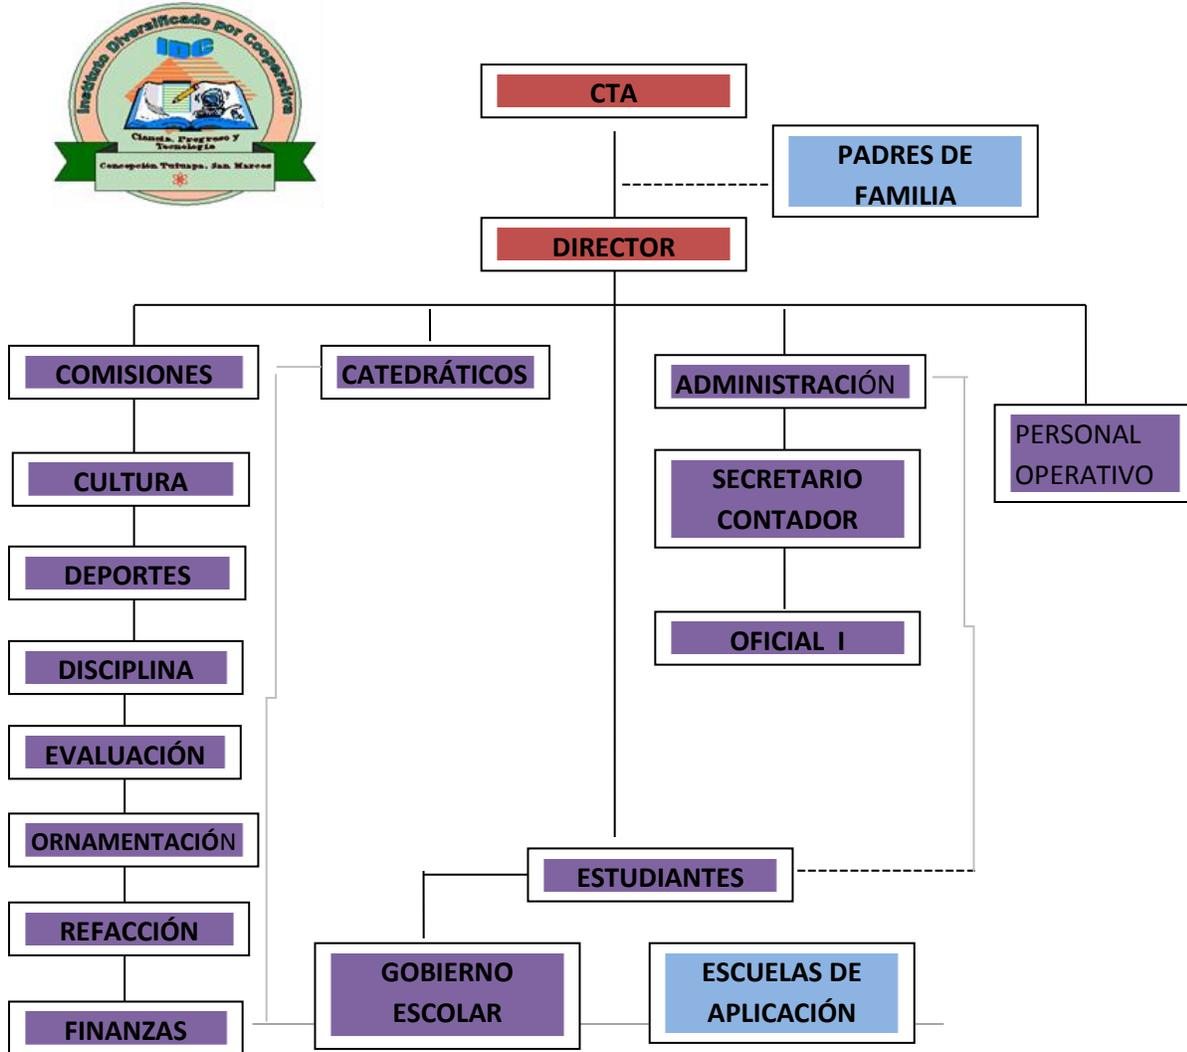 Instituto Diversificado por Cooperativa
IDC
Ciencia, Progreso y
Tecnología
Concepción Tutuapa, San Marcos
CTA
PADRES DE
FAMILIA
DIRECTOR
COMISIONES
CATEDRÁTICOS
ADMINISTRACIÓN
PERSONAL
OPERATIVO
CULTURA
SECRETARIO
CONTADOR
DEPORTES
OFICIAL I
DISCIPLINA
EVALUACIÓN
ORNAMENTACIÓN
ESTUDIANTES
REFACCIÓN
GOBIERNO
ESCOLAR
ESCUELAS DE
APLICACIÓN
FINANZAS